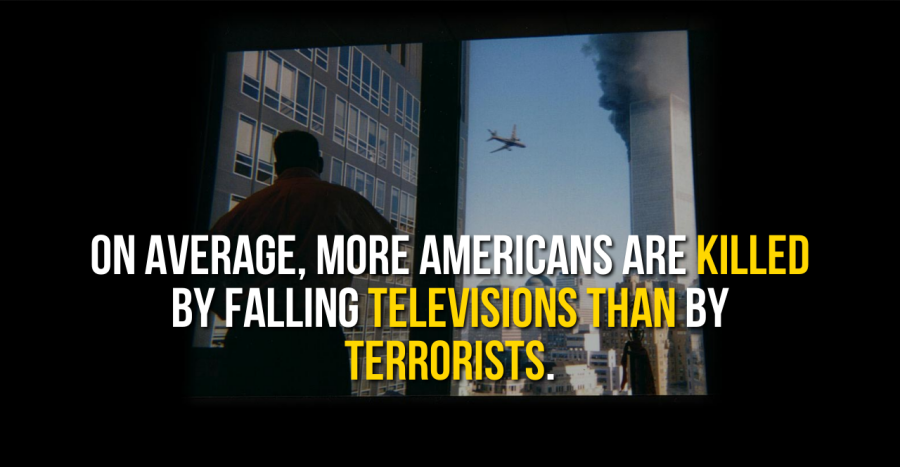 ON AVERAGE, MORE AMERICANS ARE KILLED
BY FALLING TELEVISIONS THAN BY
TERRORISTS.